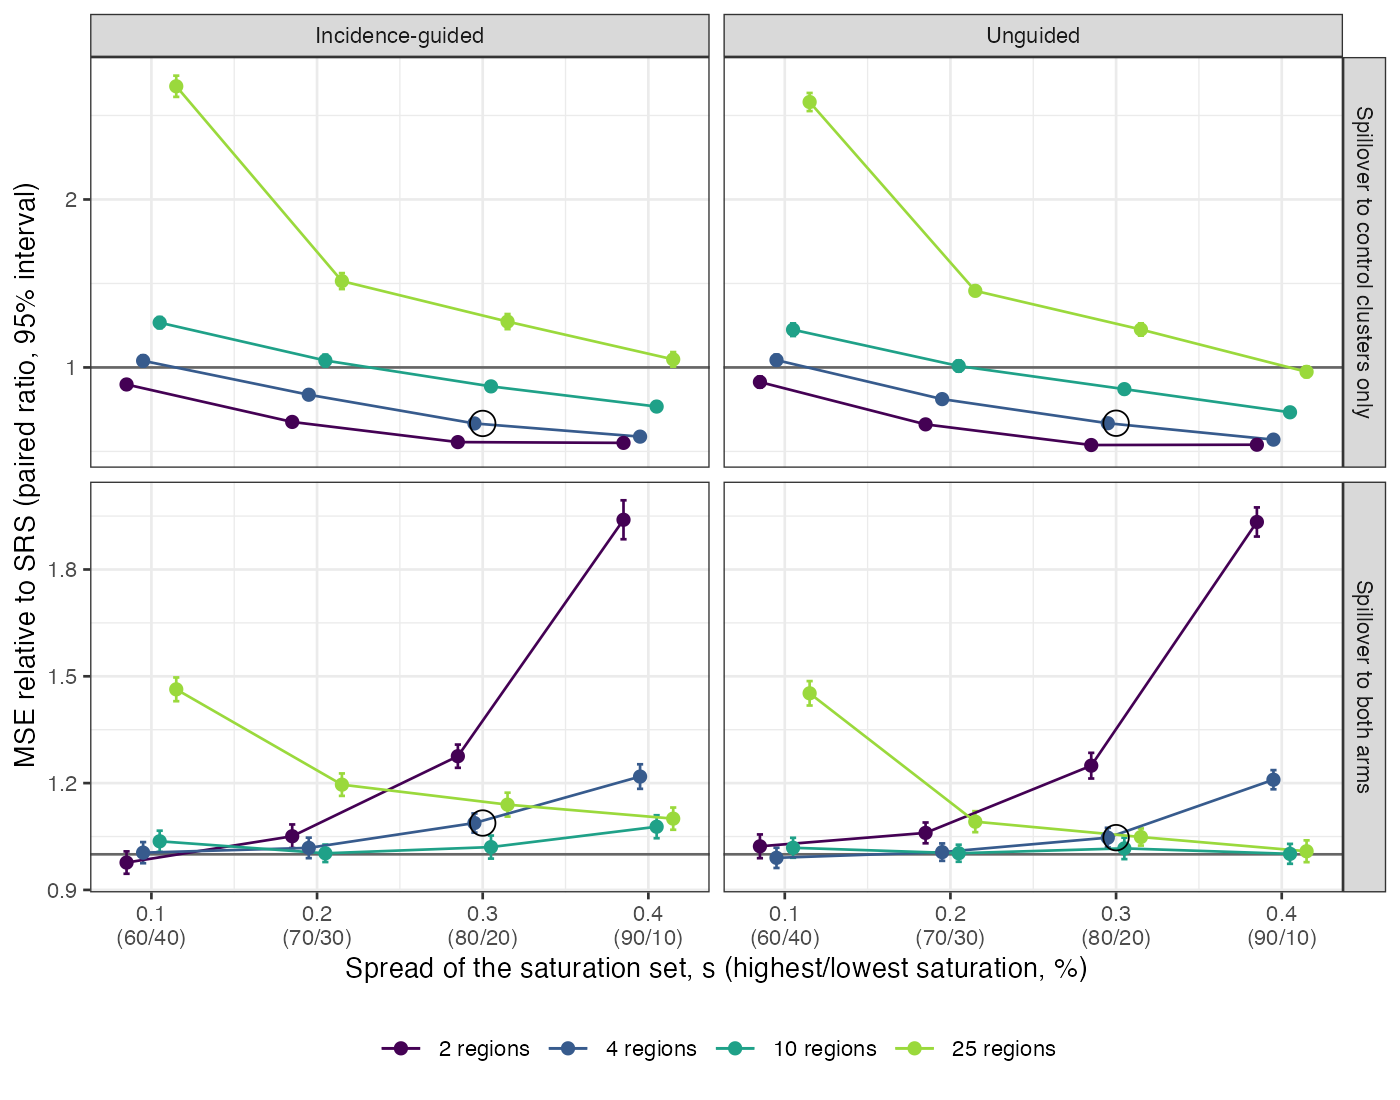 Incidence-guided
Unguided
MSE relative to SRS (paired ratio, 95% interval)
2
1
Spillover to control clusters only
1.8
1.5
1.2
0.9
Spillover to both arms
0.1 0.2 0.3 0.4 0.1 0.2 0.3 0.4
(60/40) (70/30) (80/20) (90/10) (60/40) (70/30) (80/20) (90/10)
Spread of the saturation set, s (highest/lowest saturation, %)
2 regions 4 regions 10 regions 25 regions